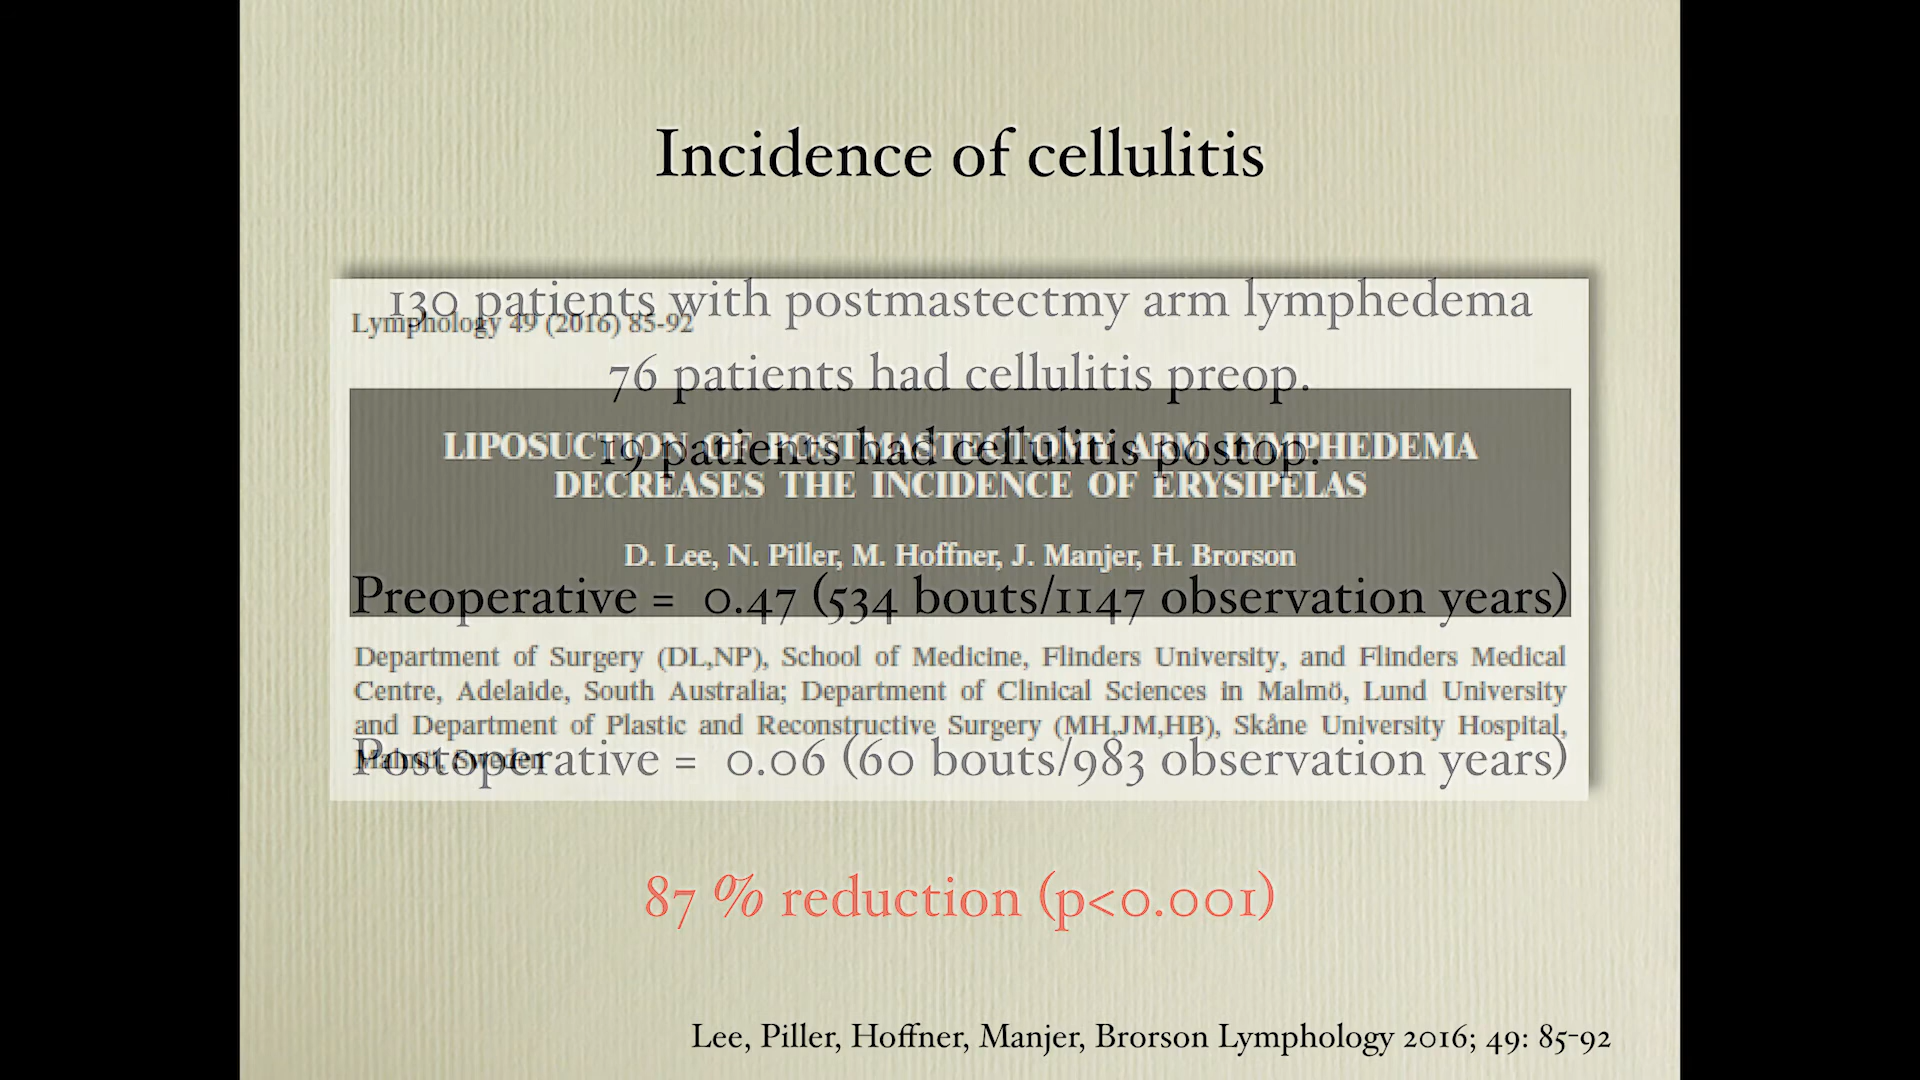 Incidence of cellulitis
130 patients with postmastectmy arm lymphedema
Lymphology 49 (2016) 85-92
76 patients had cellulitis preop.
LIPOSUCTION OF POSTMASTECTOMY ARM LYMPHEDEMA
19 patients had cellulitis postop.
DECREASES THE INCIDENCE OF ERYSIPELAS
D. Lee, N. Piller, M. Hoffner, J. Manjer, H. Brorson
Preoperative = 0.47 (534 bouts/1147 observation years)
Department of Surgery (DL,NP), School of Medicine, Flinders University, and Flinders Medical
Centre, Adelaide, South Australia; Department of Clinical Sciences in Malmö, Lund University
and Department of Plastic and Reconstructive Surgery (MH,JM,HB), Skåne University Hospital,
Malmö, Sweden
Postoperative = 0.06 (60 bouts/983 observation years)
87 % reduction (p<0.001)
Lee, Piller, Hoffner, Manjer, Brorson Lymphology 2016; 49: 85-92